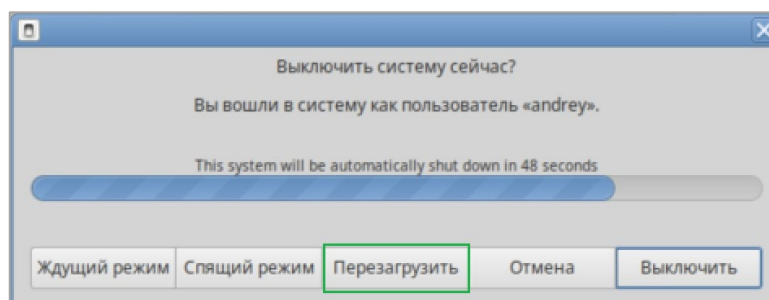 Выключить систему сейчас?
Вы вошли в систему как пользователь «andrey».
This system will be automatically shut down in 48 seconds
Ждущий режим Спящий режим Перезагрузить Отмена Выключить